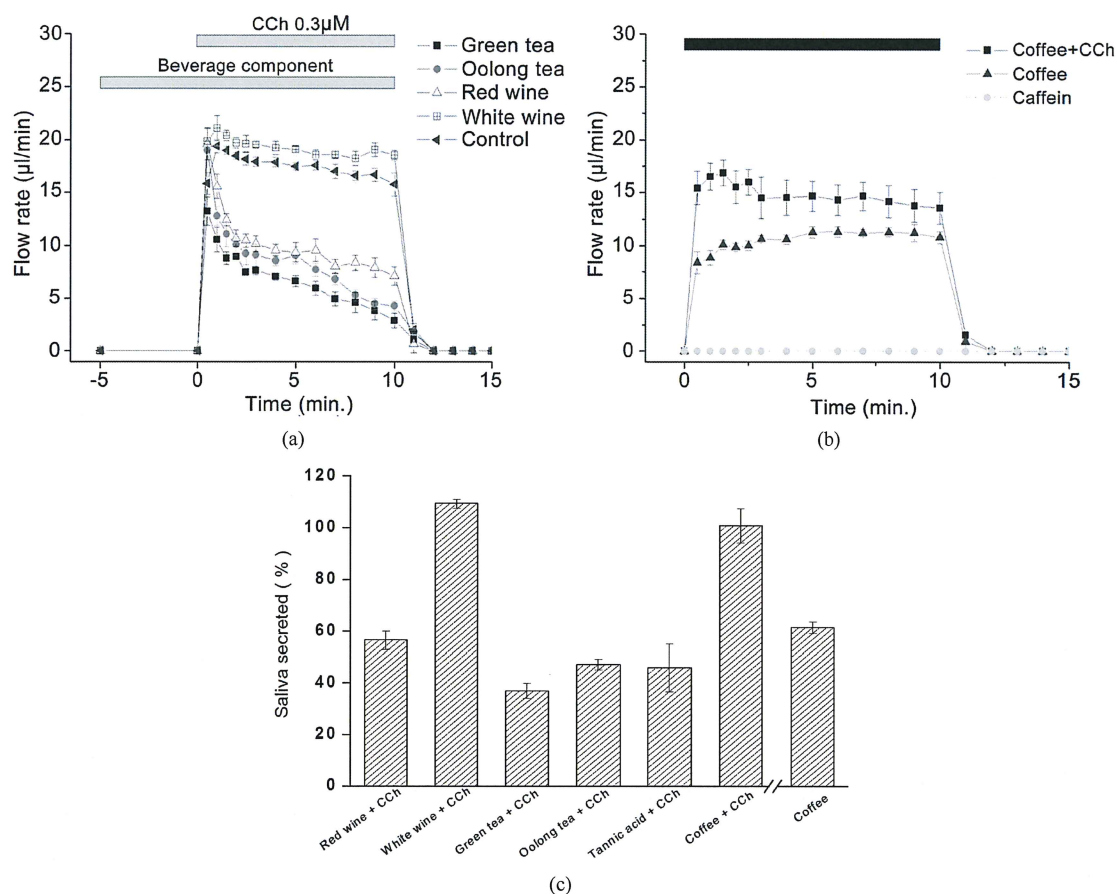 CCh 0.3μM
Beverage component
Green tea
Oolong tea
Red wine
White wine
Control
30
25
20
15
10
5
0
Flow rate (μl/min)
-5 0 5 10 15
Time (min.)
(a)
Coffee+CCh
Coffee
Caffein
30
25
20
15
10
5
0
Flow rate (μl/min)
0 5 10 15
Time (min.)
(b)
120
100
80
60
40
20
0
Saliva secreted ( % )
Red wine + CCh
White wine + CCh
Green tea + CCh
Oolong tea + CCh
Tannic acid + CCh
Coffee + CCh
Coffee
(c)